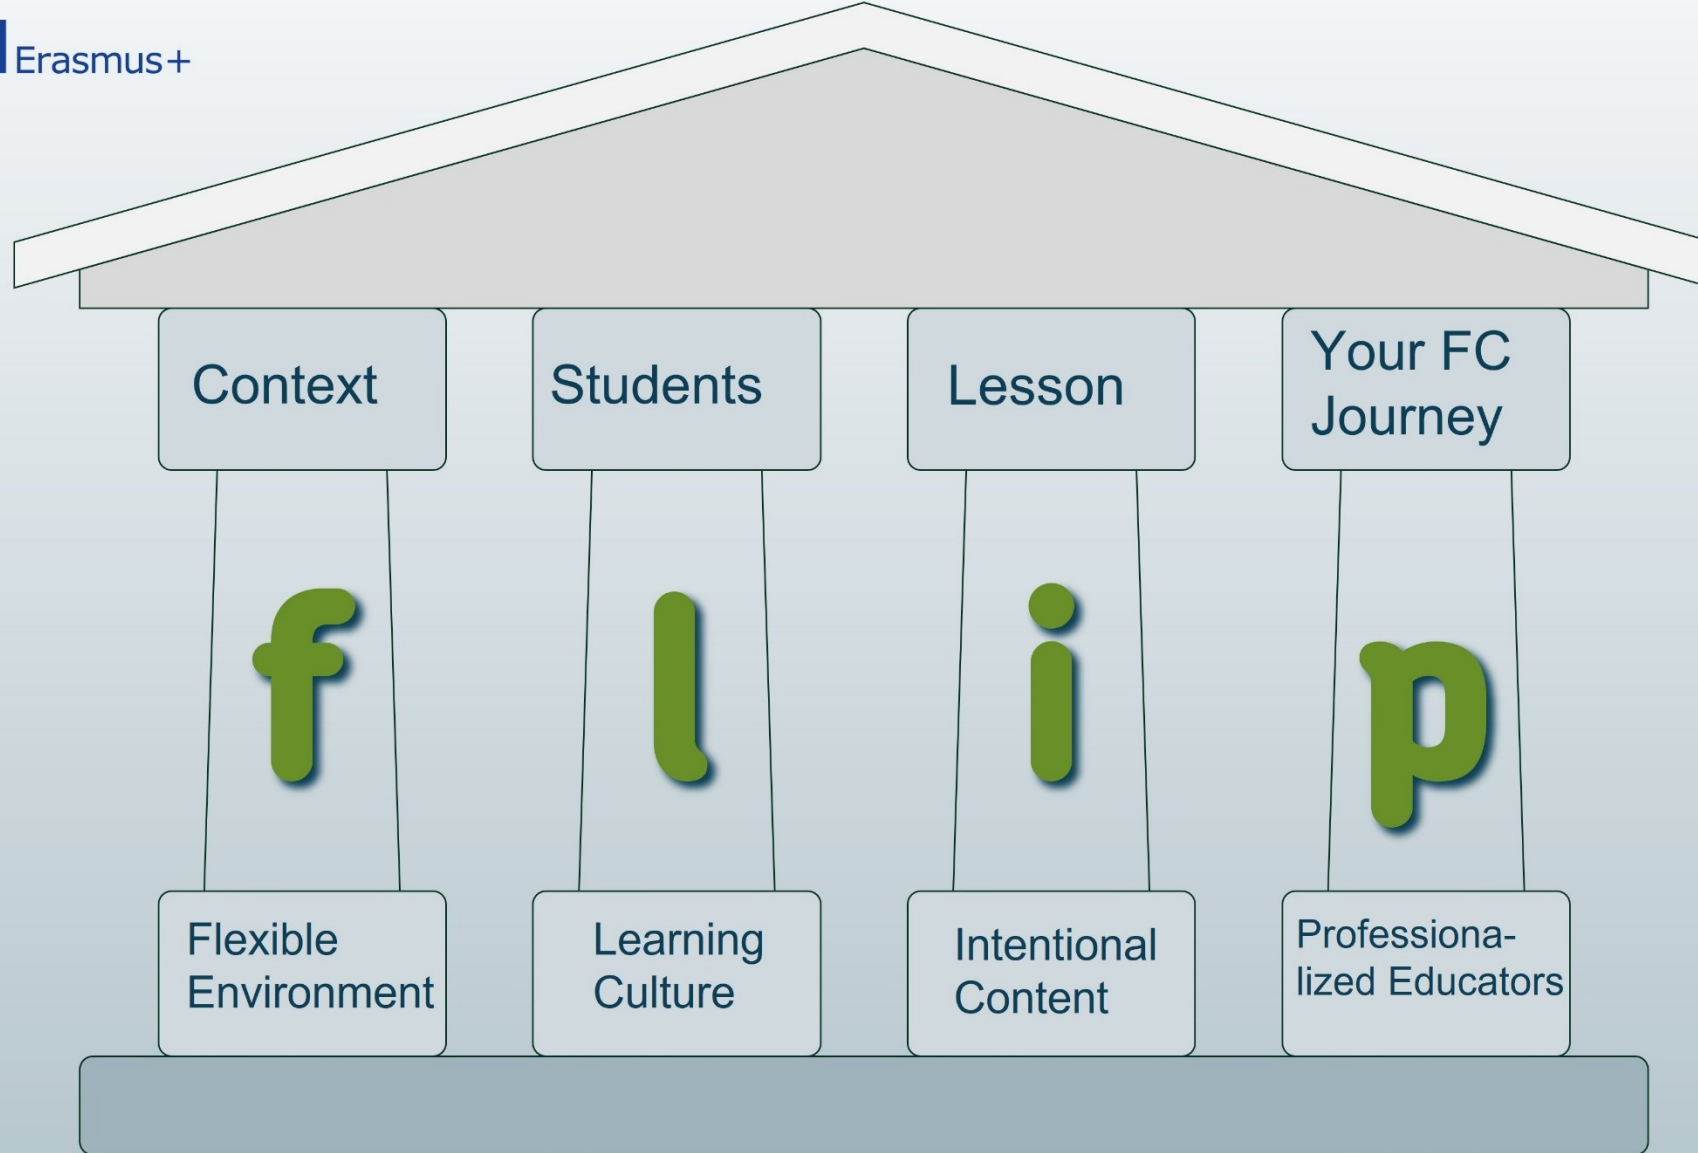 Erasmus+
Context
Students
Lesson
Your FC
Journey
f
l
i
p
Flexible
Environment
Learning
Culture
Intentional
Content
Professiona-
lized Educators